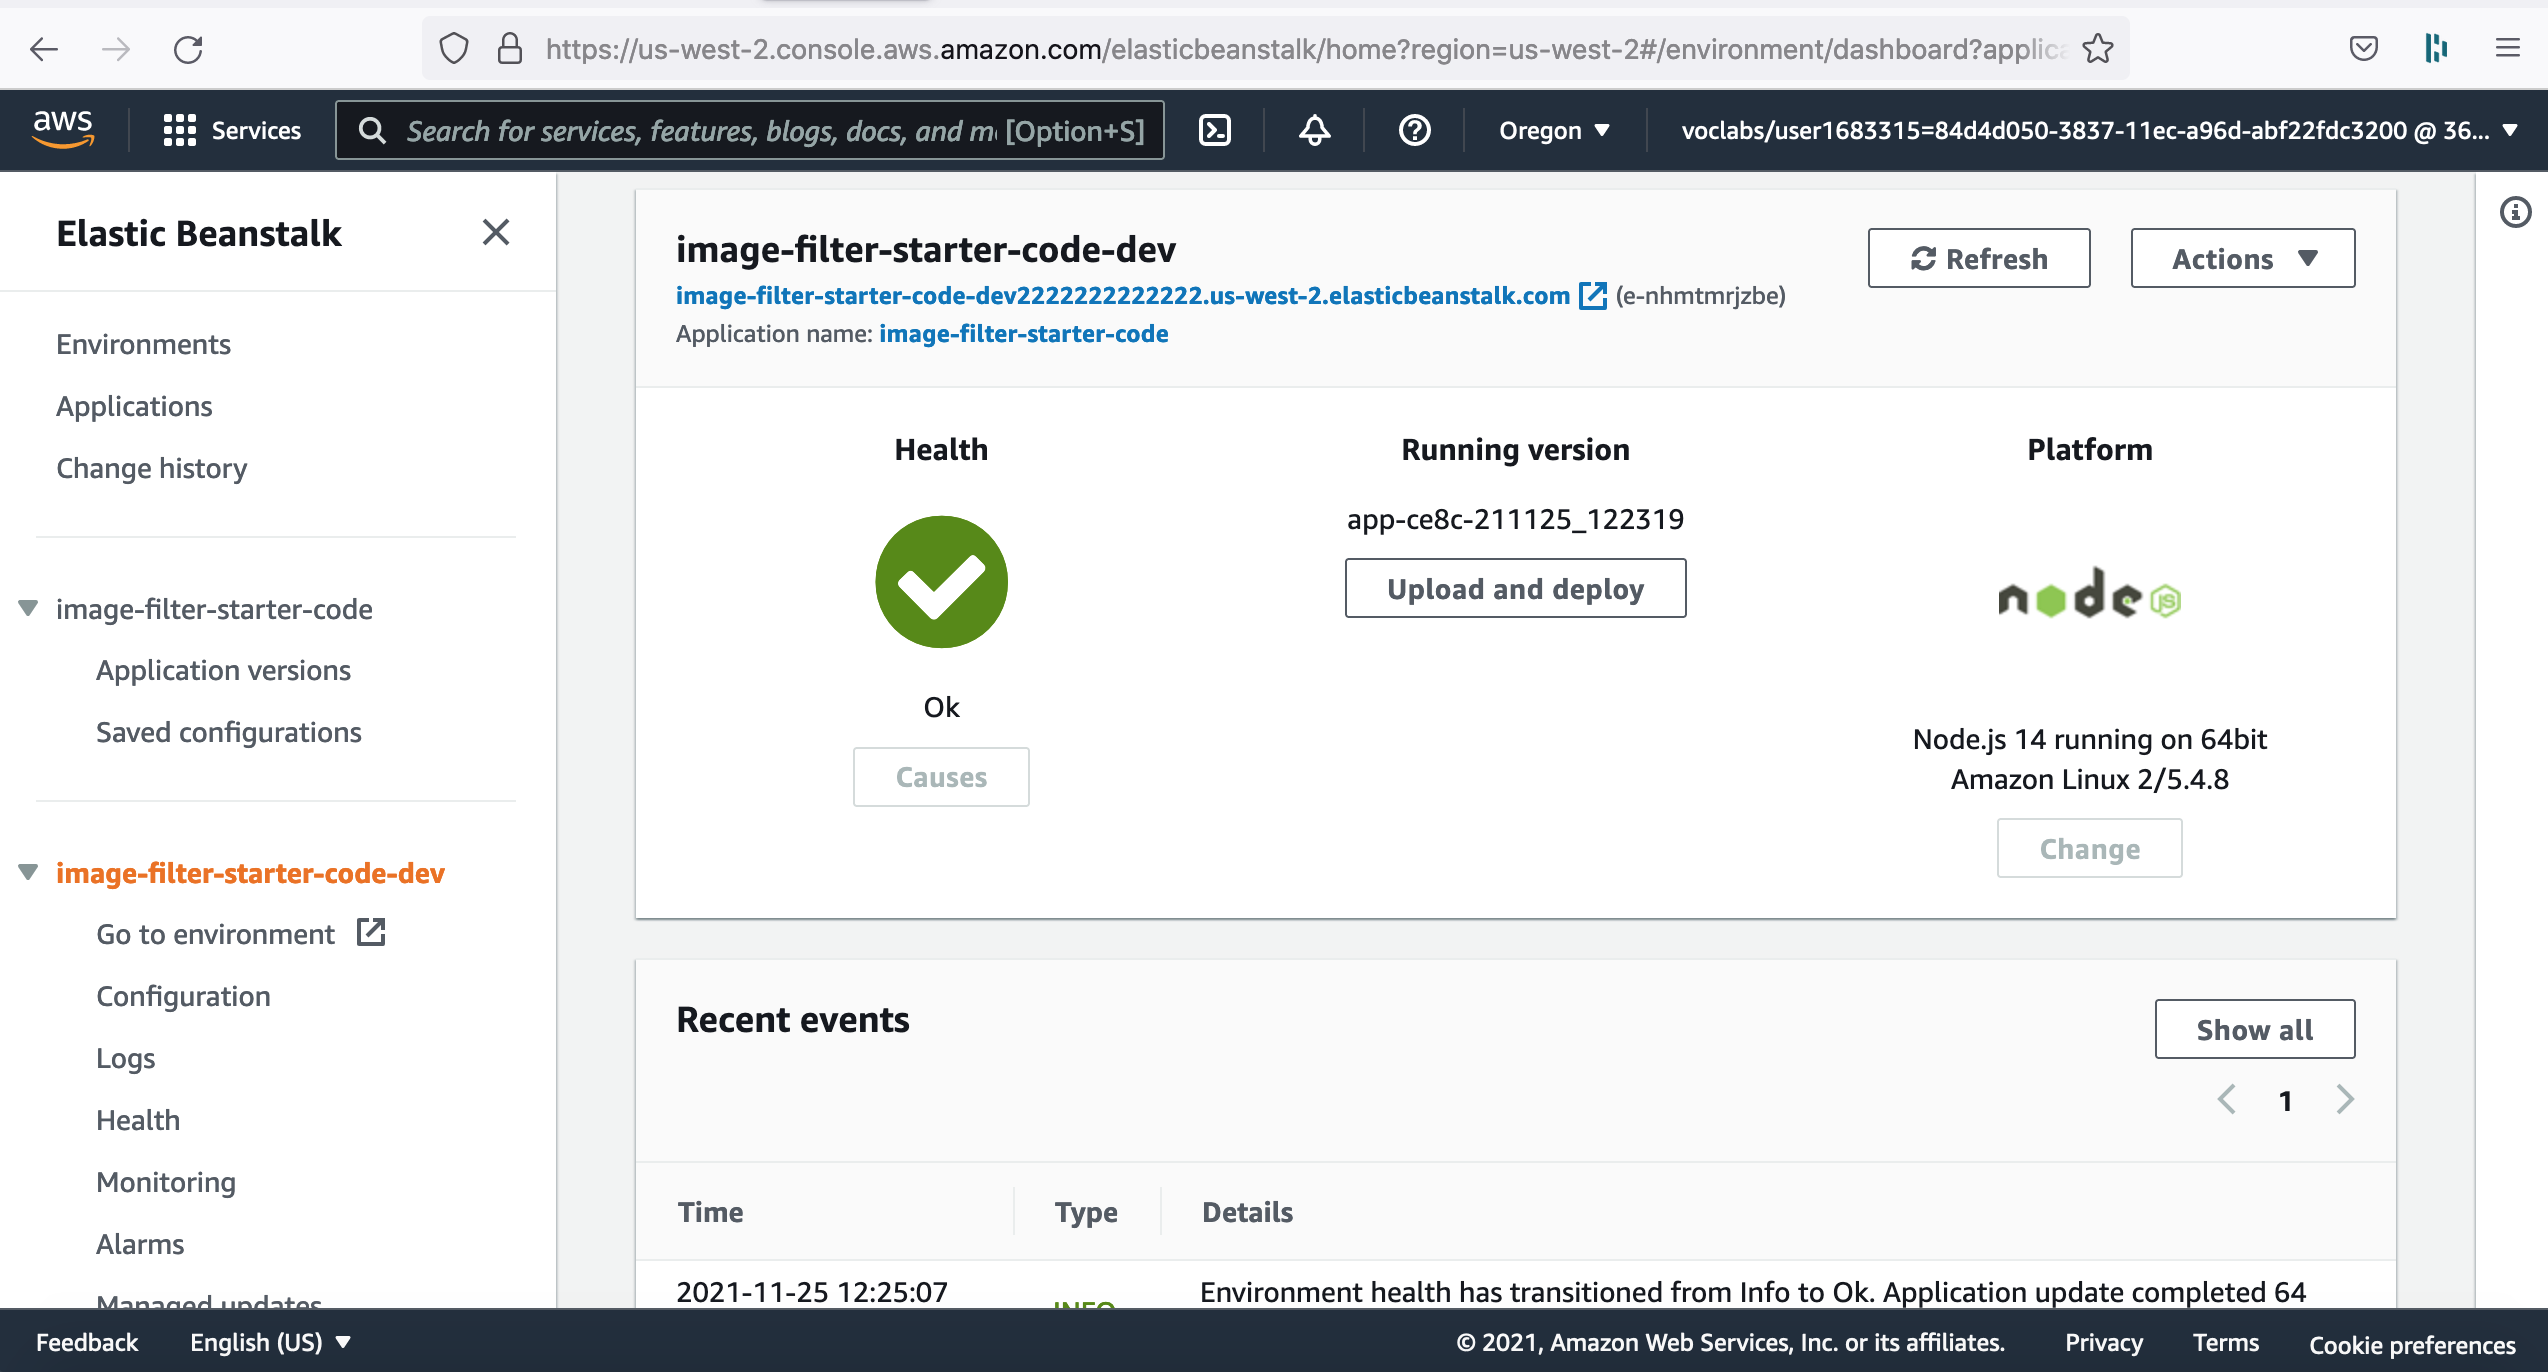 https://us-west-2.console.aws.amazon.com/elasticbeanstalk/home?region=us-west-2#/environment/dashboard?applica
aws
Services
Search for services, features, blogs, docs, and m
[Option+S]
Oregon
voclabs/user1683315=84d4d050-3837-11ec-a96d-abf22fdc3200 @ 36...
Elastic Beanstalk
Environments
Applications
Change history
image-filter-starter-code
Application versions
Saved configurations
image-filter-starter-code-dev
Go to environment
Configuration
Logs
Health
Monitoring
Alarms
Managed updates
image-filter-starter-code-dev
image-filter-starter-code-dev2222222222222.us-west-2.elasticbeanstalk.com (e-nhmtmrjzbe)
Application name: image-filter-starter-code
Refresh
Actions
Health
Ok
Causes
Running version
app-ce8c-211125_122319
Upload and deploy
Platform
node JS
Node.js 14 running on 64bit
Amazon Linux 2/5.4.8
Change
Recent events
Show all
1
Time Type Details
2021-11-25 12:25:07 INFO Environment health has transitioned from Info to Ok. Application update completed 64
Feedback
English (US)
© 2021, Amazon Web Services, Inc. or its affiliates.
Privacy
Terms
Cookie preferences